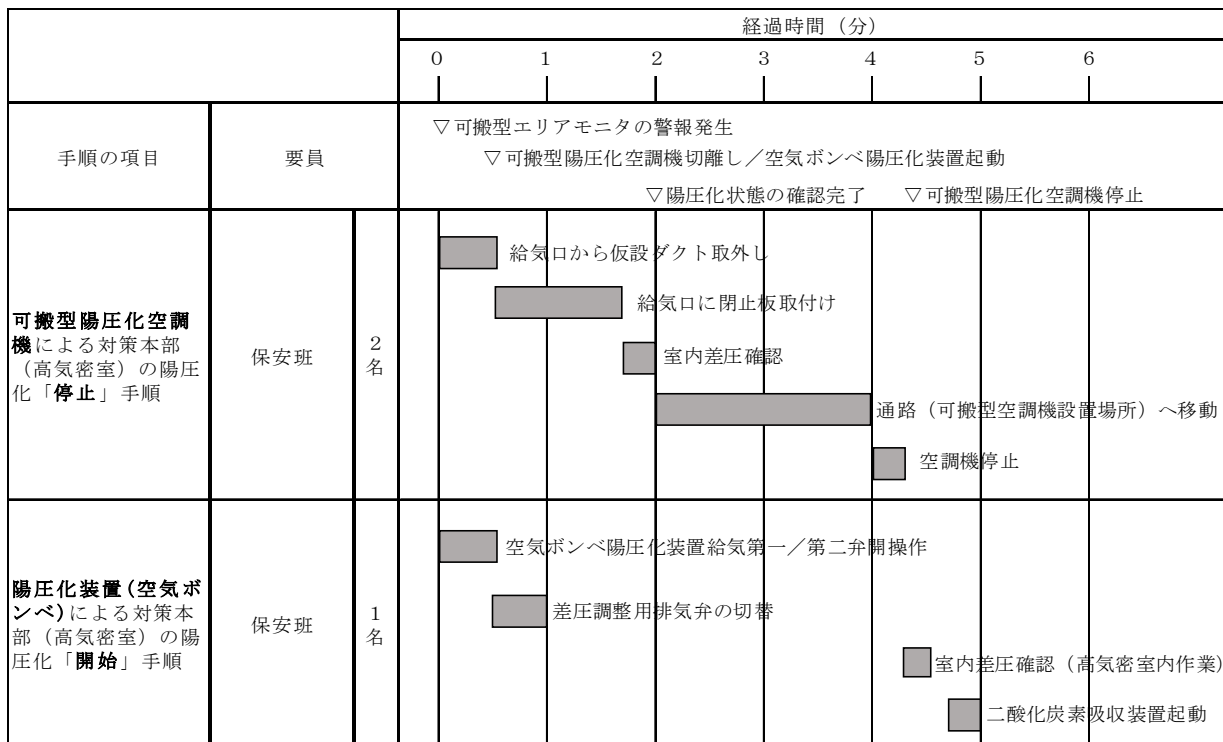 経過時間（分）
0 1 2 3 4 5 6
手順の項目
要員
▽可搬型エリアモニタの警報発生
▽可搬型陽圧化空調機切離し／空気ボンベ陽圧化装置起動
▽陽圧化状態の確認完了
▽可搬型陽圧化空調機停止
可搬型陽圧化空調
機による対策本部
（高気密室）の陽圧
化「停止」手順
保安班
2
名
給気口から仮設ダクト取外し
給気口に閉止板取付け
室内差圧確認
通路（可搬型空調機設置場所）へ移動
空調機停止
陽圧化装置(空気ボ
ンベ)による対策本
部（高気密室）の陽
圧化「開始」手順
保安班
1
名
空気ボンベ陽圧化装置給気第一／第二弁開操作
差圧調整用排気弁の切替
室内差圧確認（高気密室内作業)
二酸化炭素吸収装置起動